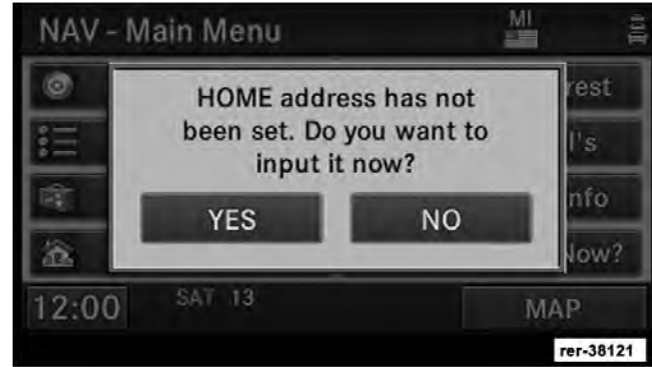 NAV - Main Menu MI
HOME address has not
been set. Do you want to
input it now?
YES NO
rest
l's
nfo
Now?
12:00 SAT 13 MAP
rer-38121